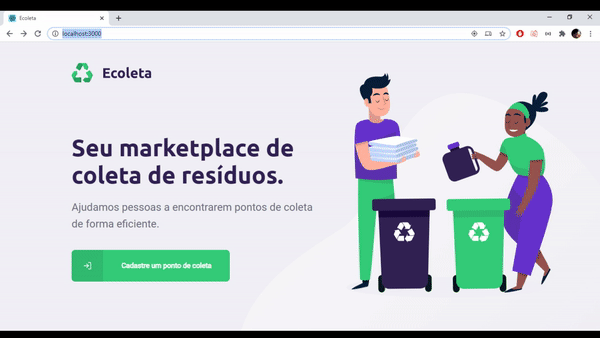 Ecoleta
localhost:3000
Ecoleta
Seu marketplace de
coleta de resíduos.
Ajudamos pessoas a encontrarem pontos de coleta
de forma eficiente.
Cadastre um ponto de coleta